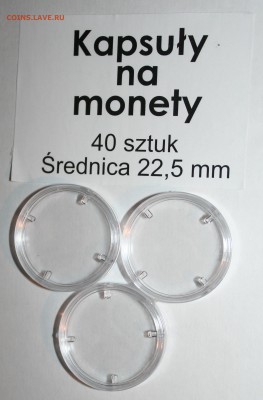 COINS.LAVE.RU
Kapsuły
na
monety
40 sztuk
Średnica 22,5 mm